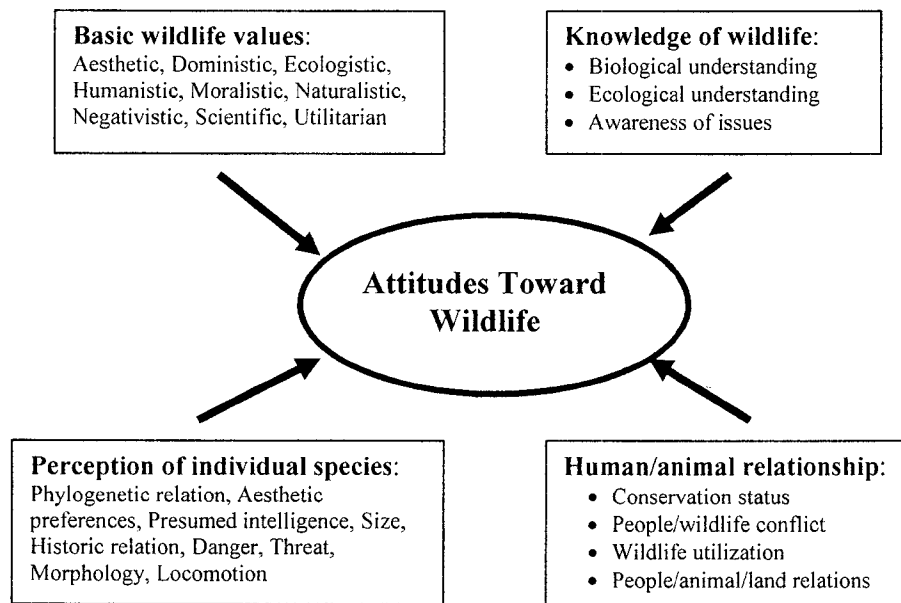 Basic wildlife values:
Aesthetic, Doministic, Ecologistic,
Humanistic, Moralistic, Naturalistic,
Negativistic, Scientific, Utilitarian
Knowledge of wildlife:
• Biological understanding
• Ecological understanding
• Awareness of issues
Attitudes Toward
Wildlife
Perception of individual species:
Phylogenetic relation, Aesthetic
preferences, Presumed intelligence, Size,
Historic relation, Danger, Threat,
Morphology, Locomotion
Human/animal relationship:
• Conservation status
• People/wildlife conflict
• Wildlife utilization
• People/animal/land relations